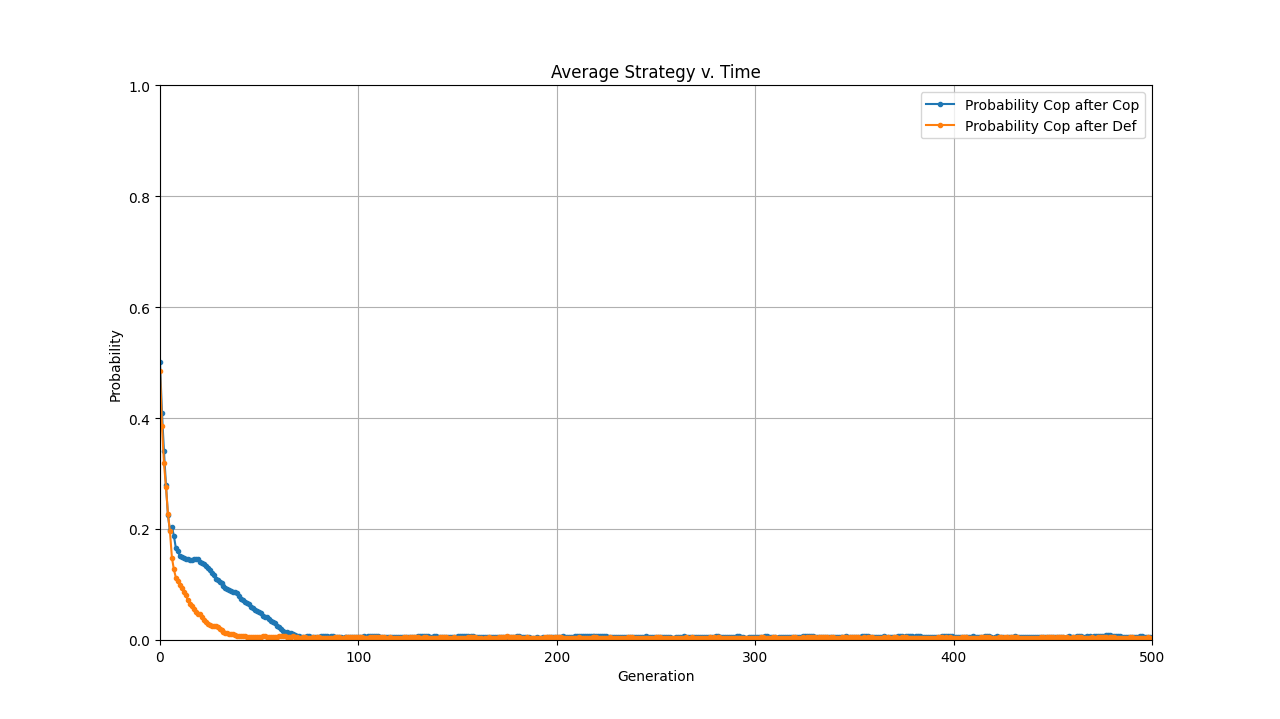 Average Strategy v. Time
1.0
0.8
0.6
0.4
0.2
0.0
Probability
Probability Cop after Cop
Probability Cop after Def
0 100 200 300 400 500
Generation